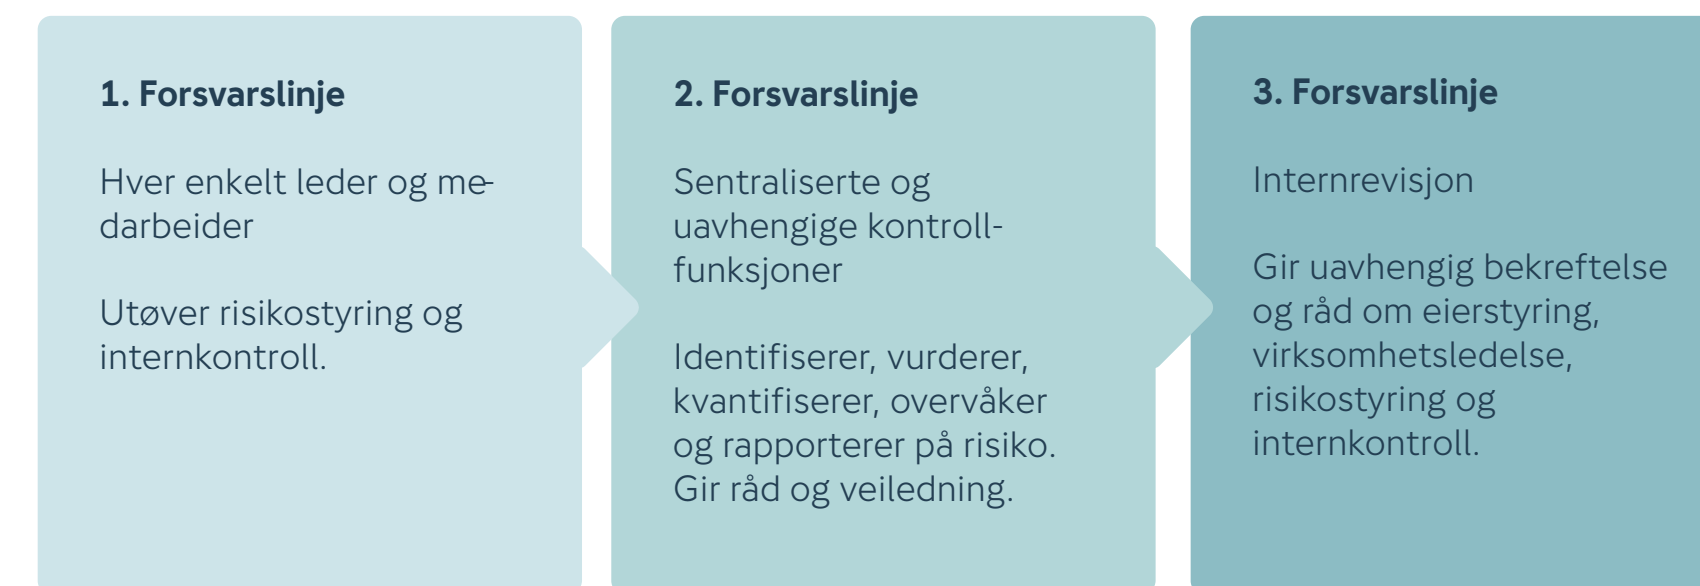 1. Forsvarslinje
Hver enkelt leder og me-
darbeider
Utøver risikostyring og
internkontroll.
2. Forsvarslinje
Sentraliserte og
uavhengige kontroll-
funksjoner
Identifiserer, vurderer,
kvantifiserer, overvåker
og rapporterer på risiko.
Gir råd og veiledning.
3. Forsvarslinje
Internrevisjon
Gir uavhengig bekreftelse
og råd om eierstyring,
virksomhetsledelse,
risikostyring og
internkontroll.